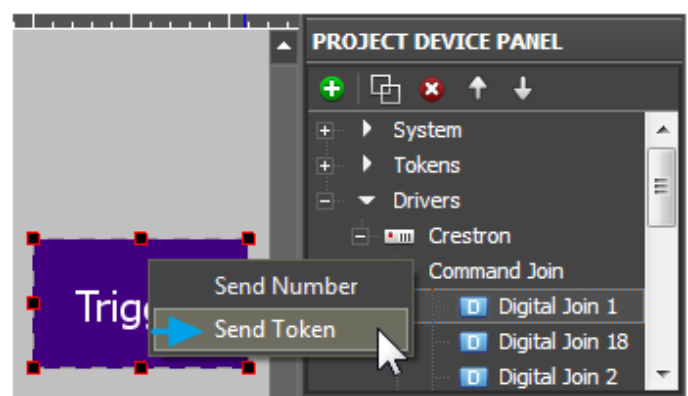 PROJECT DEVICE PANEL
System
Tokens
Drivers
Crestron
Command Join
D Digital Join 1
D Digital Join 18
D Digital Join 2
Send Number
Send Token